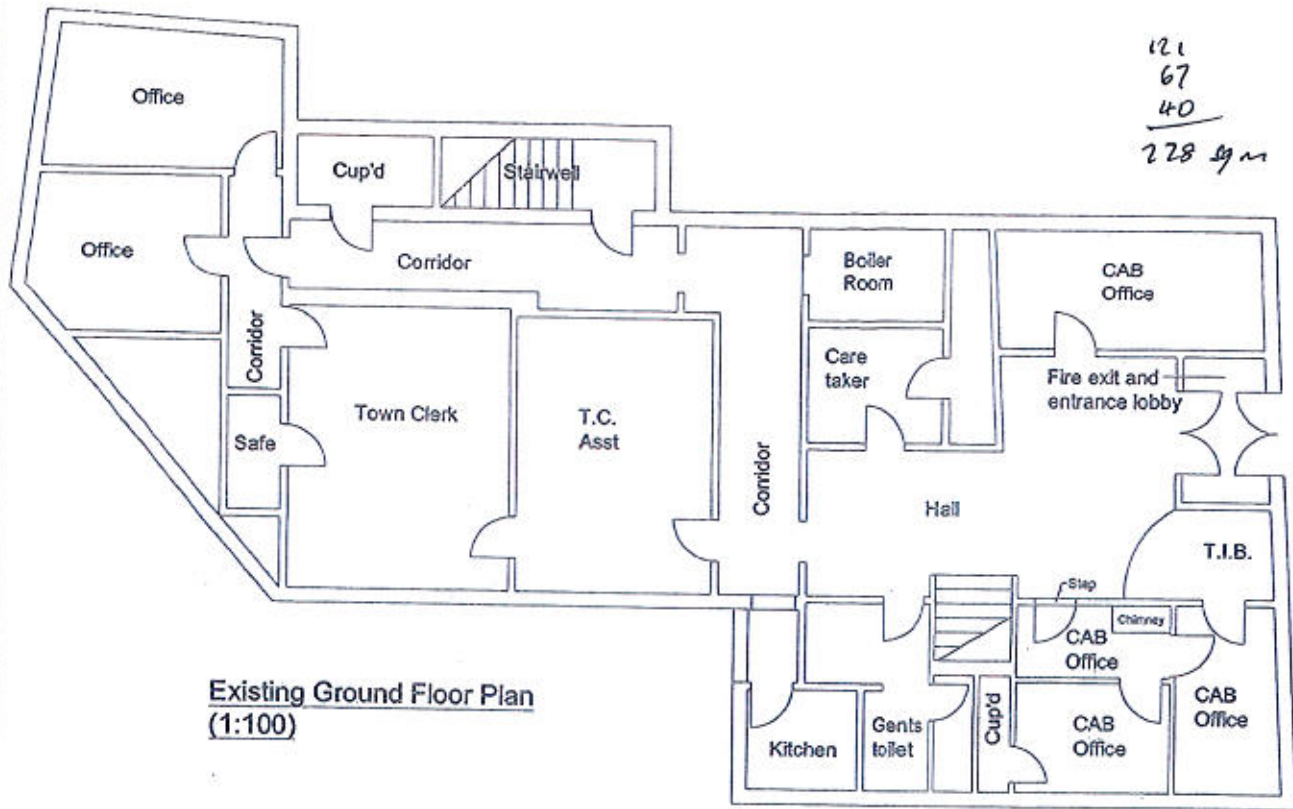 121
67
40
228 sq m
Office
Cup'd
Stairwell
Office
Corridor
Boiler
Room
CAB
Office
Corridor
Care
taker
Fire exit and
entrance lobby
Town Clerk
T.C.
Asst
Safe
Corridor
Hall
T.I.B.
Step
Chimney
CAB
Office
Existing Ground Floor Plan
(1:100)
Kitchen
Gents
toilet
Cup'd
CAB
Office
CAB
Office